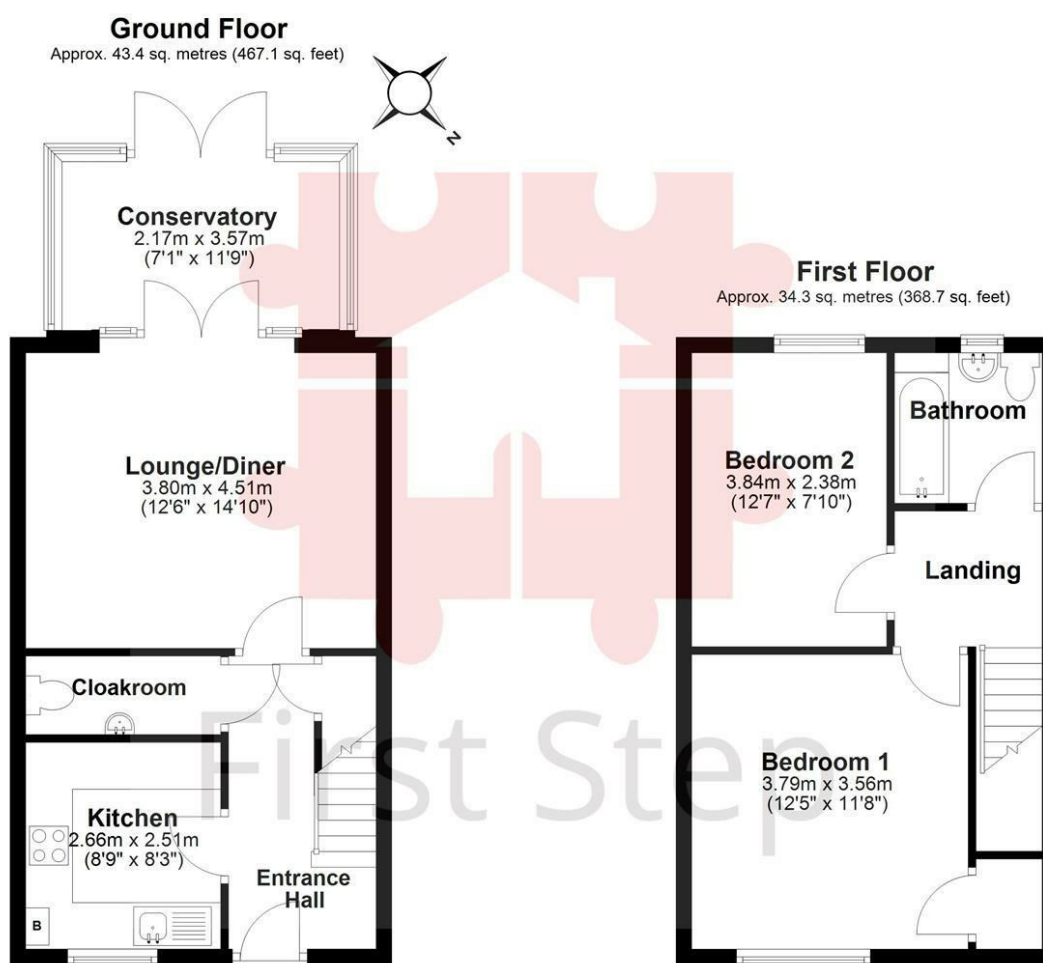 Ground Floor
Approx. 43.4 sq. metres (467.1 sq. feet)
N
Conservatory
2.17m x 3.57m
(7'1" x 11'9")
Lounge/Diner
3.80m x 4.51m
(12'6" x 14'10")
Cloakroom
Kitchen
2.66m x 2.51m
(8'9" x 8'3")
B
Entrance
Hall
First Floor
Approx. 34.3 sq. metres (368.7 sq. feet)
Bathroom
Bedroom 2
3.84m x 2.38m
(12'7" x 7'10")
Landing
Bedroom 1
3.79m x 3.56m
(12'5" x 11'8")
First Step